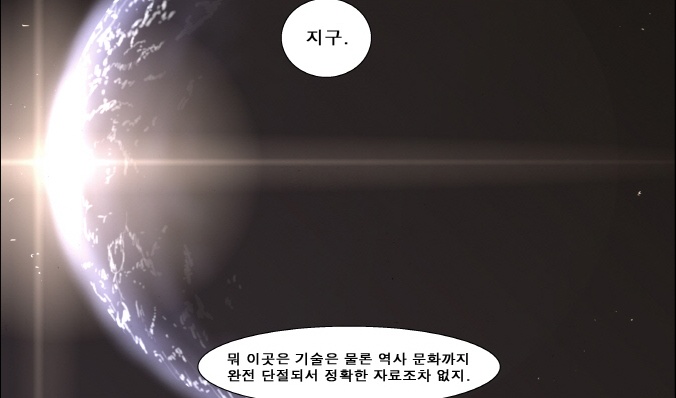 지구.
뭐 이곳은 기술은 물론 역사 문화까지
완전 단절되서 정확한 자료조차 없지.